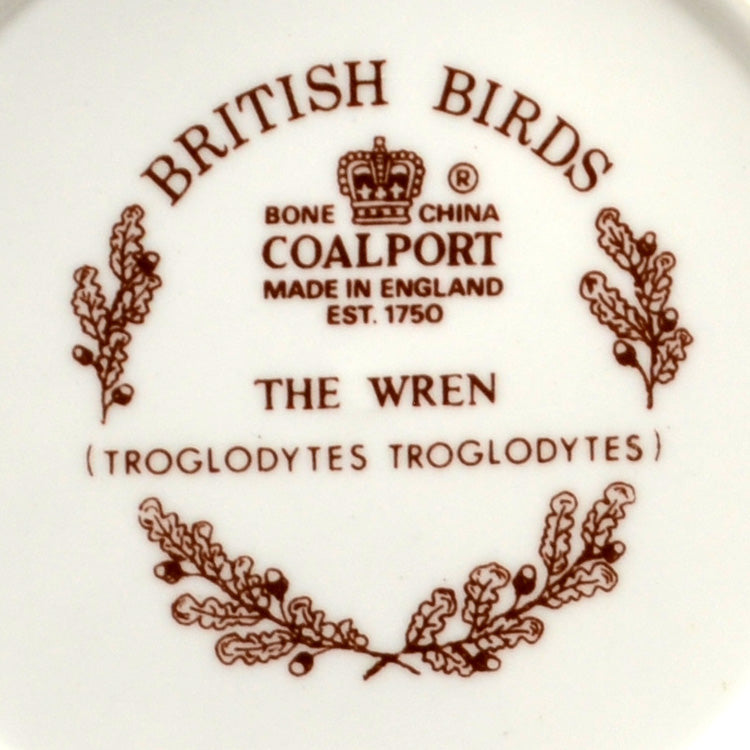 BRITISH BIRDS
®
BONE CHINA
COALPORT
MADE IN ENGLAND
EST. 1750
THE WREN
(TROGLODYTES TROGLODYTES)